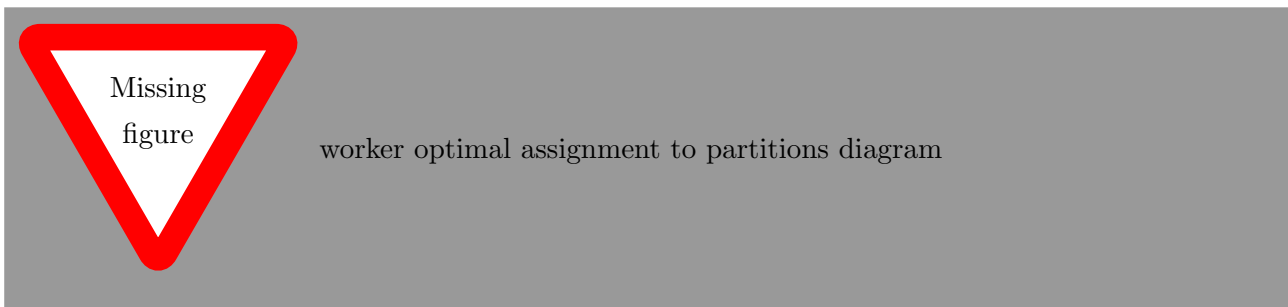 Missing
figure
worker optimal assignment to partitions diagram